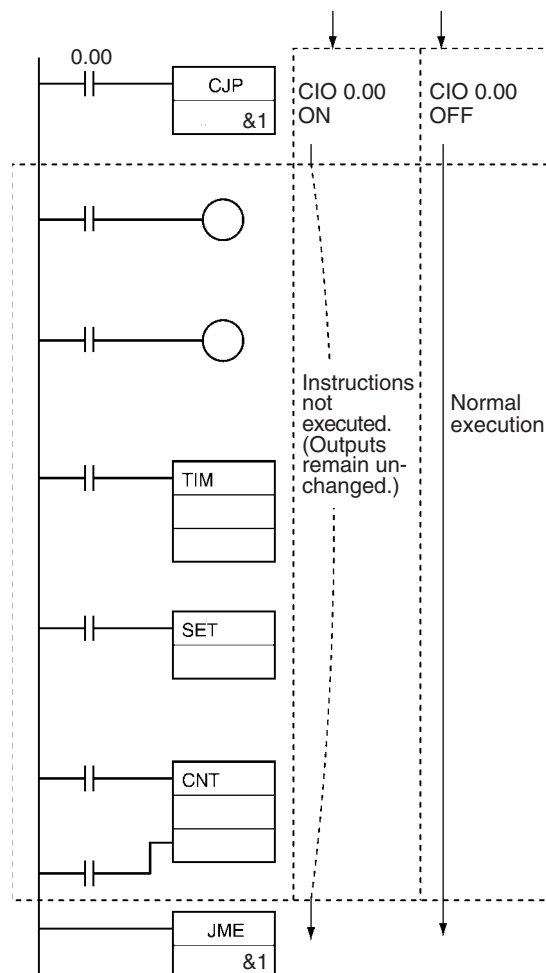 0.00
CJP
&1
CIO 0.00
ON
CIO 0.00
OFF
Instructions
not
executed.
(Outputs
remain un-
changed.)
Normal
execution
TIM
SET
CNT
JME
&1